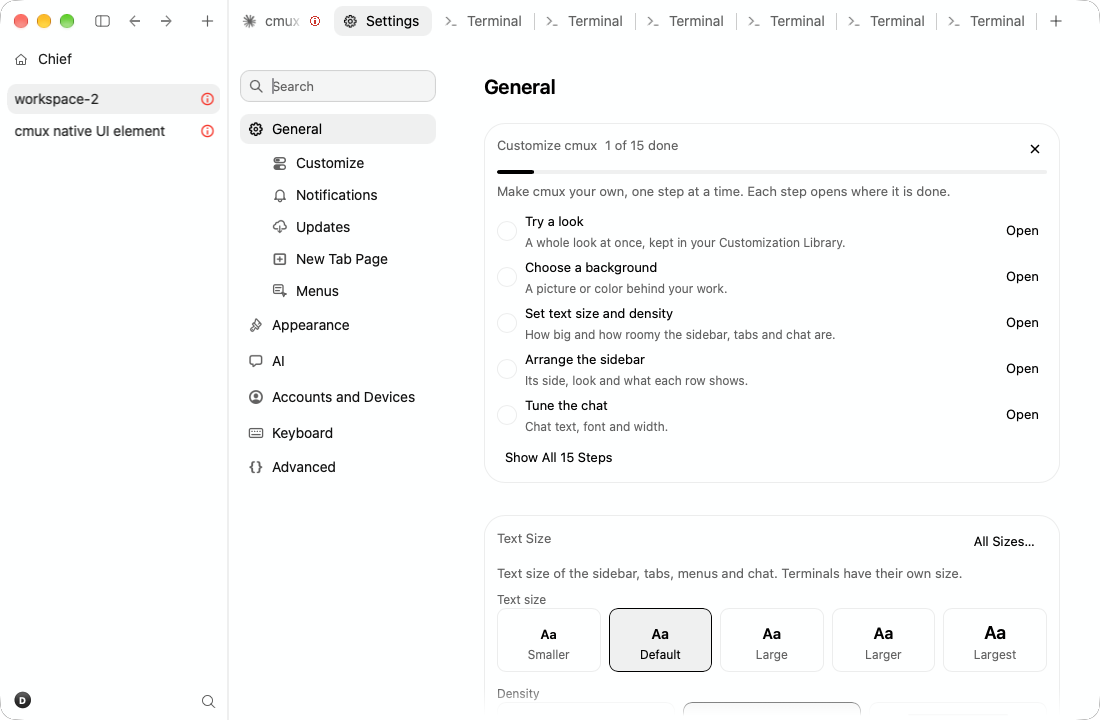 cmux
Settings
Terminal
Terminal
Terminal
Terminal
Terminal
Terminal
Chief
workspace-2
cmux native UI element
D
Search
General
Customize
Notifications
Updates
New Tab Page
Menus
Appearance
AI
Accounts and Devices
Keyboard
Advanced
General
Customize cmux 1 of 15 done
Make cmux your own, one step at a time. Each step opens where it is done.
Try a look
A whole look at once, kept in your Customization Library.
Open
Choose a background
A picture or color behind your work.
Open
Set text size and density
How big and how roomy the sidebar, tabs and chat are.
Open
Arrange the sidebar
Its side, look and what each row shows.
Open
Tune the chat
Chat text, font and width.
Open
Show All 15 Steps
Text Size
All Sizes...
Text size of the sidebar, tabs, menus and chat. Terminals have their own size.
Text size
Aa Aa Aa Aa Aa
Smaller Default Large Larger Largest
Density